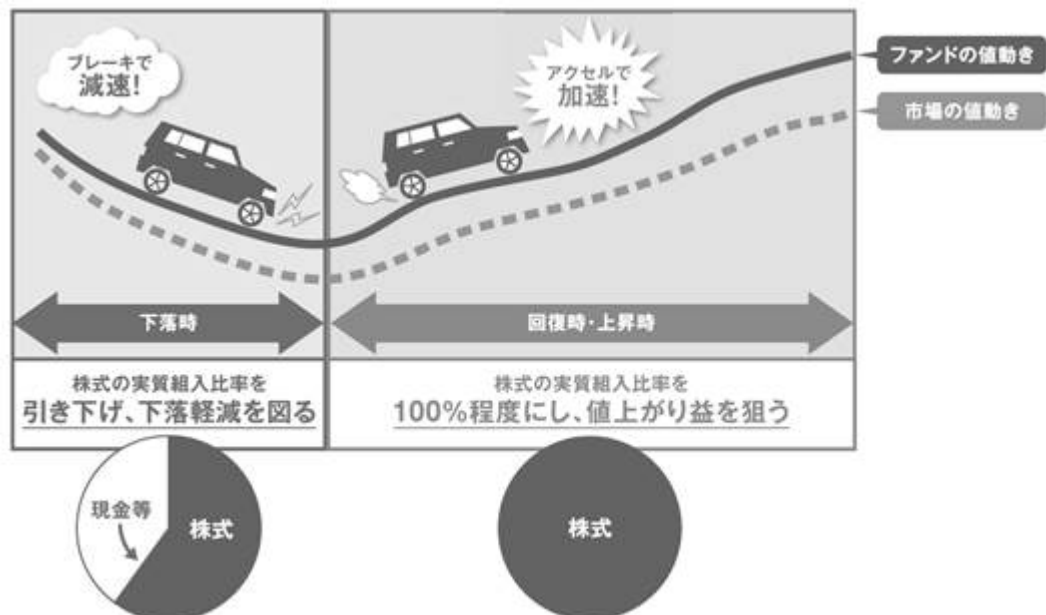 ブレーキで
減速!
アクセルで
加速!
ファンドの値動き
市場の値動き
下落時
回復時・上昇時
株式の実質組入比率を
引き下げ、下落軽減を図る
株式の実質組入比率を
100%程度にし、値上がり益を狙う
現金等
株式
株式